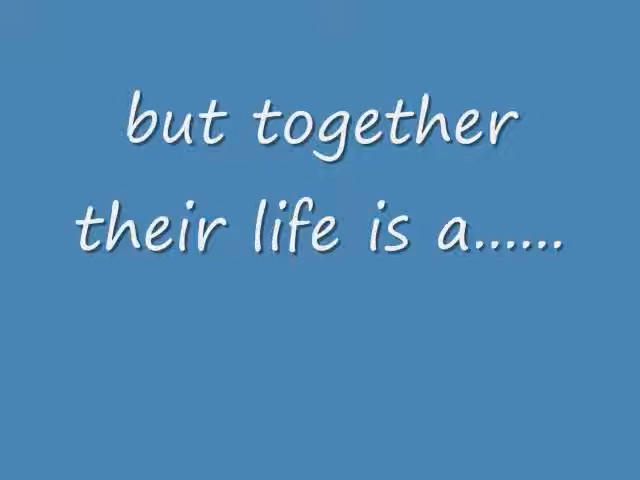 but together
their life is a......